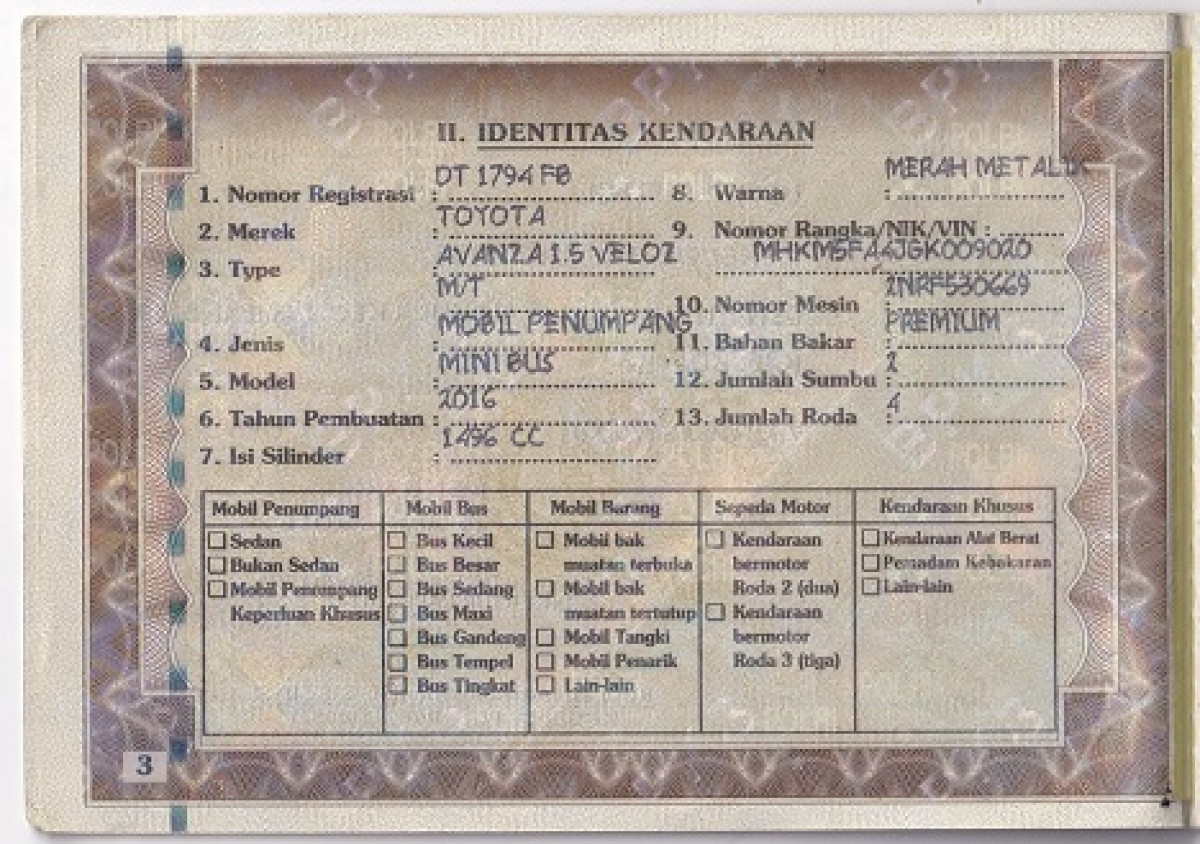 II. IDENTITAS KENDARAAN
1. Nomor Registrasi : DT 1794 FB
2. Merek : TOYOTA
3. Type : AVANZA 1.5 VELOZ
M/T
4. Jenis : MOBIL PENUMPANG
5. Model : MINIBUS
6. Tahun Pembuatan : 2016
7. Isi Silinder : 1496 CC
8. Warna : MERAH METALIK
9. Nomor Rangka/NIK/VIN :
MHKM5FA4JGK009020
10. Nomor Mesin : 2NRF530669
11. Bahan Bakar : PREMIUM
12. Jumlah Sumbu : 2
13. Jumlah Roda : 4
Mobil Penumpang
Sedan
Bukan Sedan
Mobil Penumpang
Keperluan Khusus
Mobil Bus
Bus Kecil
Bus Besar
Bus Sedang
Bus Maxi
Bus Gandeng
Bus Tempel
Bus Tingkat
Mobil Barang
Mobil bak
muatan terbuka
Mobil bak
muatan tertutup
Mobil Tangki
Mobil Penarik
Lain-lain
Sepeda Motor
Kendaraan
bermotor
Roda 2 (dua)
Kendaraan
bermotor
Roda 3 (tiga)
Kendaraan Khusus
Kendaraan Alat Berat
Pemadam Kebakaran
Lain-lain
3